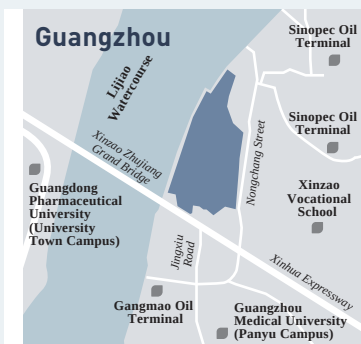 Guangzhou
Sinopec Oil
Terminal
Lijiao
Watercourse
Sinopec Oil
Terminal
Xinzao Zhujiang
Grand Bridge
Nongchang Street
Guangdong
Pharmaceutical
University
(University
Town Campus)
Xinzao
Vocational
School
Jingxiu
Road
Xinhua Expressway
Gangmao Oil
Terminal
Guangzhou
Medical University
(Panyu Campus)